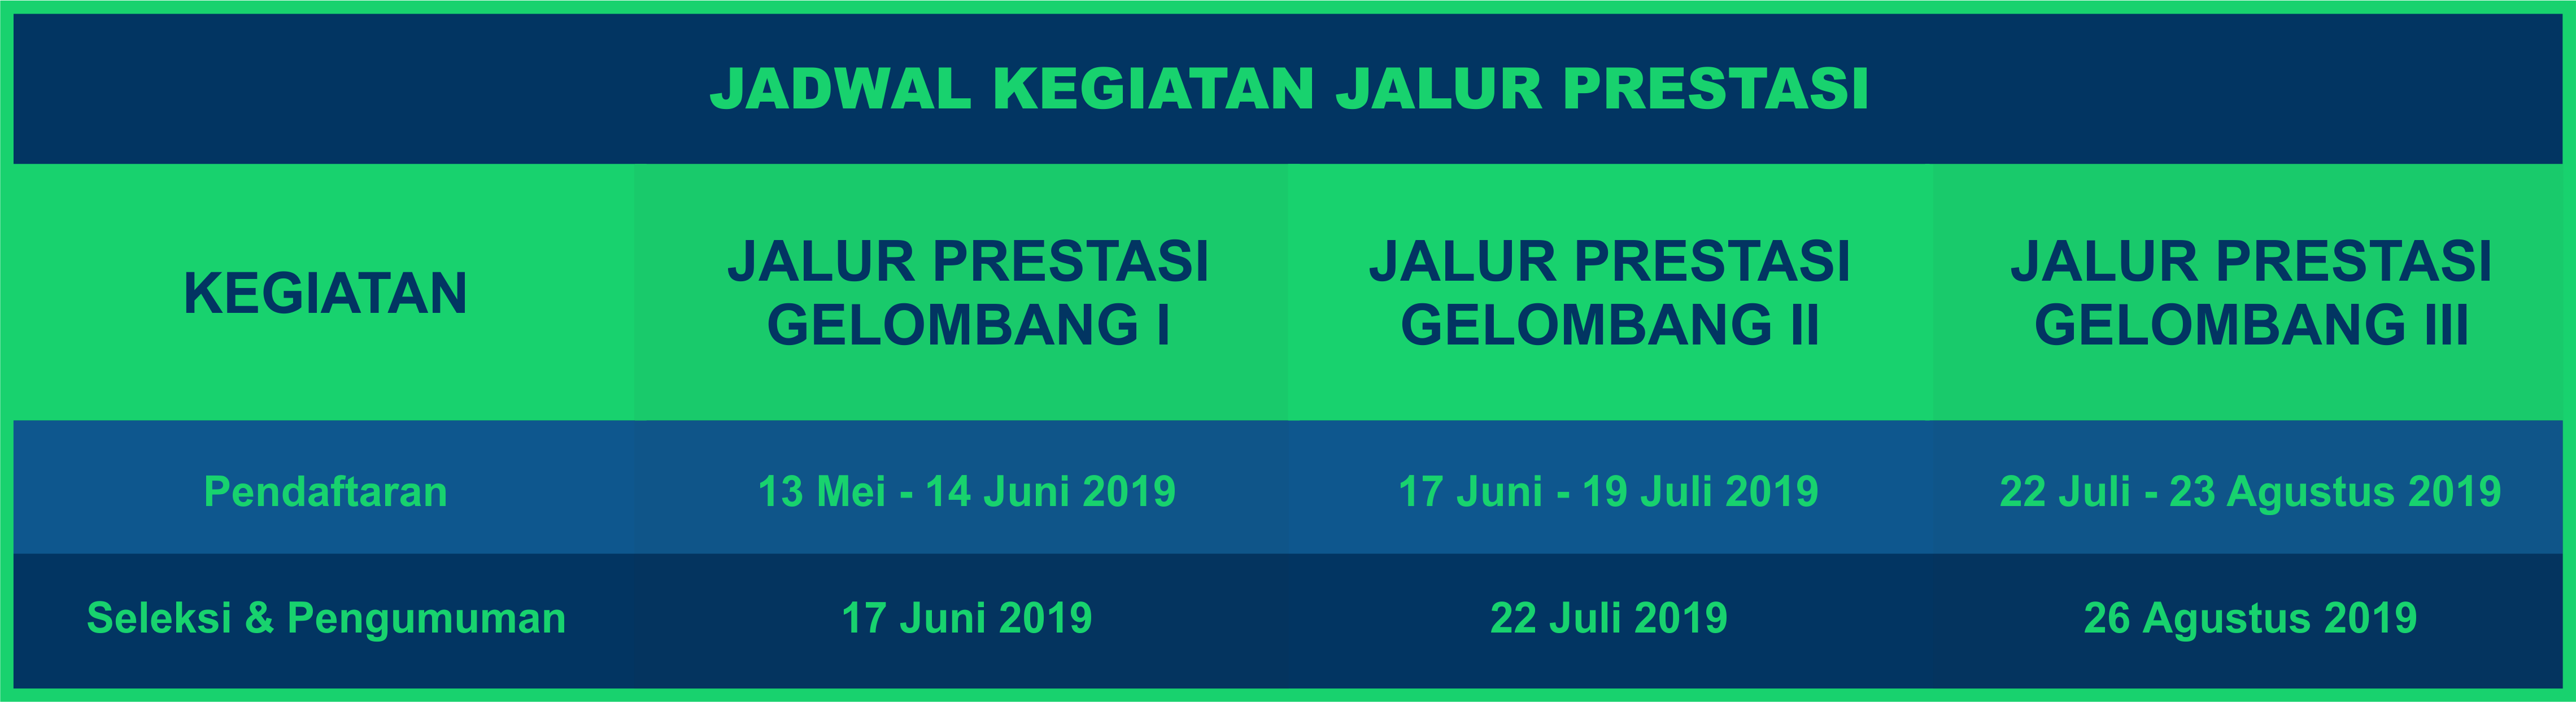 JADWAL KEGIATAN JALUR PRESTASI
KEGIATAN
JALUR PRESTASI
GELOMBANG I
JALUR PRESTASI
GELOMBANG II
JALUR PRESTASI
GELOMBANG III
Pendaftaran
13 Mei - 14 Juni 2019
17 Juni - 19 Juli 2019
22 Juli - 23 Agustus 2019
Seleksi & Pengumuman
17 Juni 2019
22 Juli 2019
26 Agustus 2019